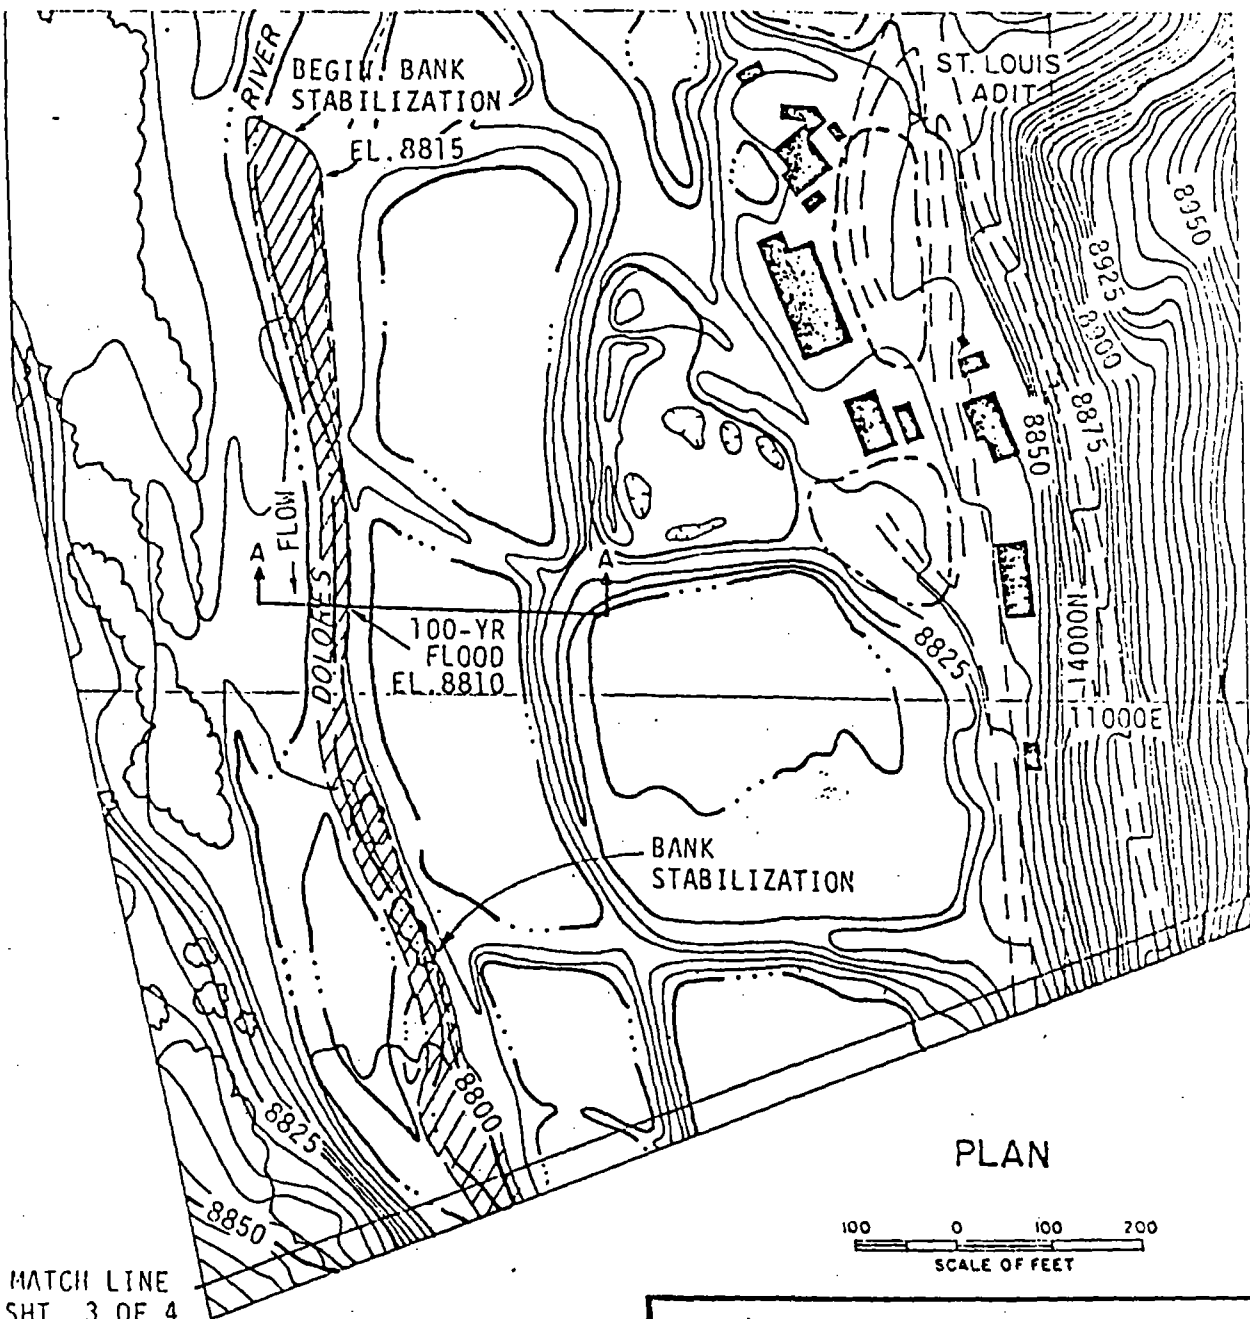 RIVER
BEGIN. BANK
STABILIZATION
EL. 8815
ST. LOUIS
ADIT
8950
8925
8900
8875
8850
FLOW
A
A
DOLORES
100-YR
FLOOD
EL. 8810
8825
14000N
11000E
BANK
STABILIZATION
8800
8825
8850
PLAN
100 0 100 200
SCALE OF FEET
MATCH LINE
SHT. 3 OF 4